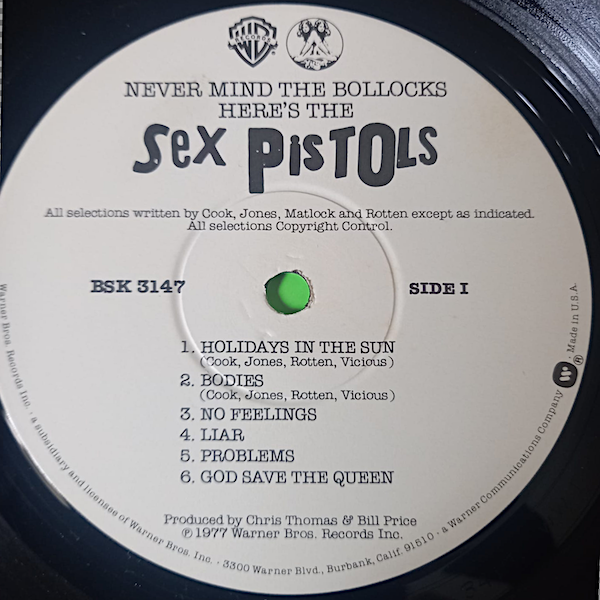 RECORDS
NEVER MIND THE BOLLOCKS
HERE'S THE
SEX PISTOLS
All selections written by Cook, Jones, Matlock and Rotten except as indicated.
All selections Copyright Control.
BSK 3147
SIDE I
1. HOLIDAYS IN THE SUN
(Cook, Jones, Rotten, Vicious)
2. BODIES
(Cook, Jones, Rotten, Vicious)
3. NO FEELINGS
4. LIAR
5. PROBLEMS
6. GOD SAVE THE QUEEN
Produced by Chris Thomas & Bill Price
℗ 1977 Warner Bros. Records Inc.
Warner Bros. Records Inc. · a subsidiary and licensee of Warner Bros. Inc. · 3300 Warner Blvd., Burbank, Calif. 91510 · a Warner Communications Company ® · Made in U.S.A.